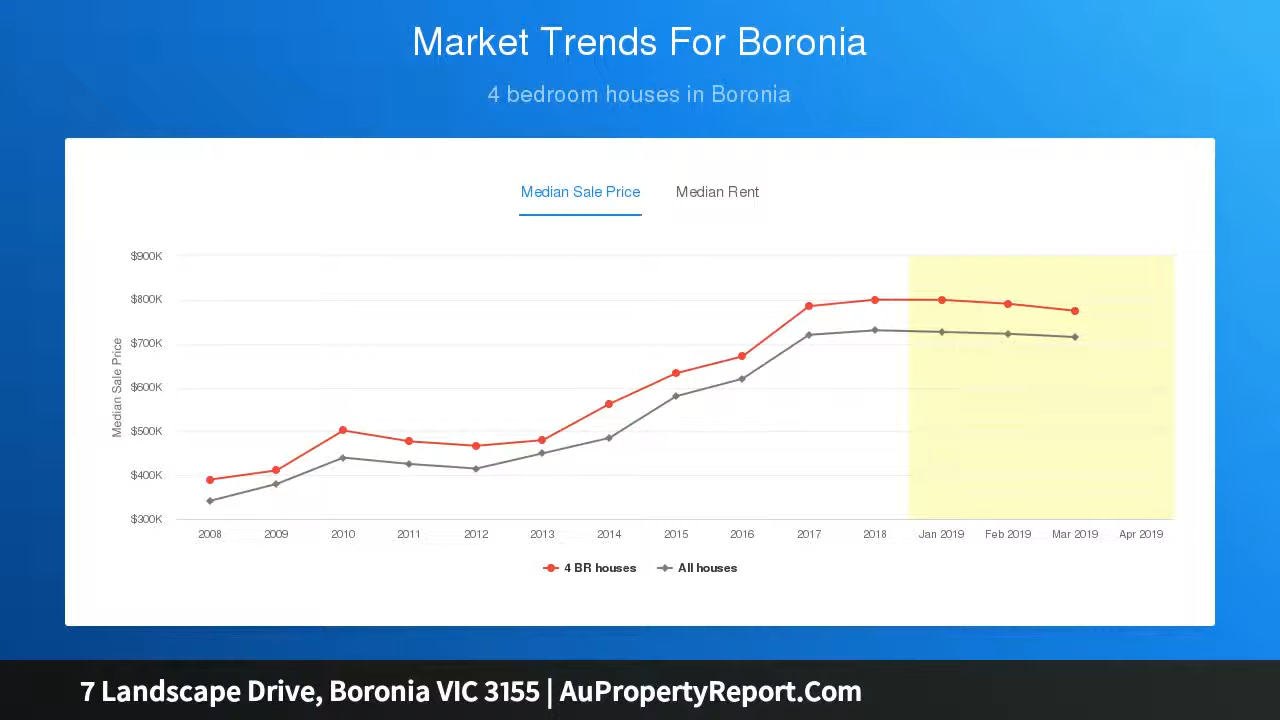 Market Trends For Boronia
4 bedroom houses in Boronia
Median Sale Price Median Rent
Median Sale Price
$900K
$800K
$700K
$600K
$500K
$400K
$300K
2008 2009 2010 2011 2012 2013 2014 2015 2016 2017 2018 Jan 2019 Feb 2019 Mar 2019 Apr 2019
4 BR houses All houses
7 Landscape Drive, Boronia VIC 3155 | AuPropertyReport.Com